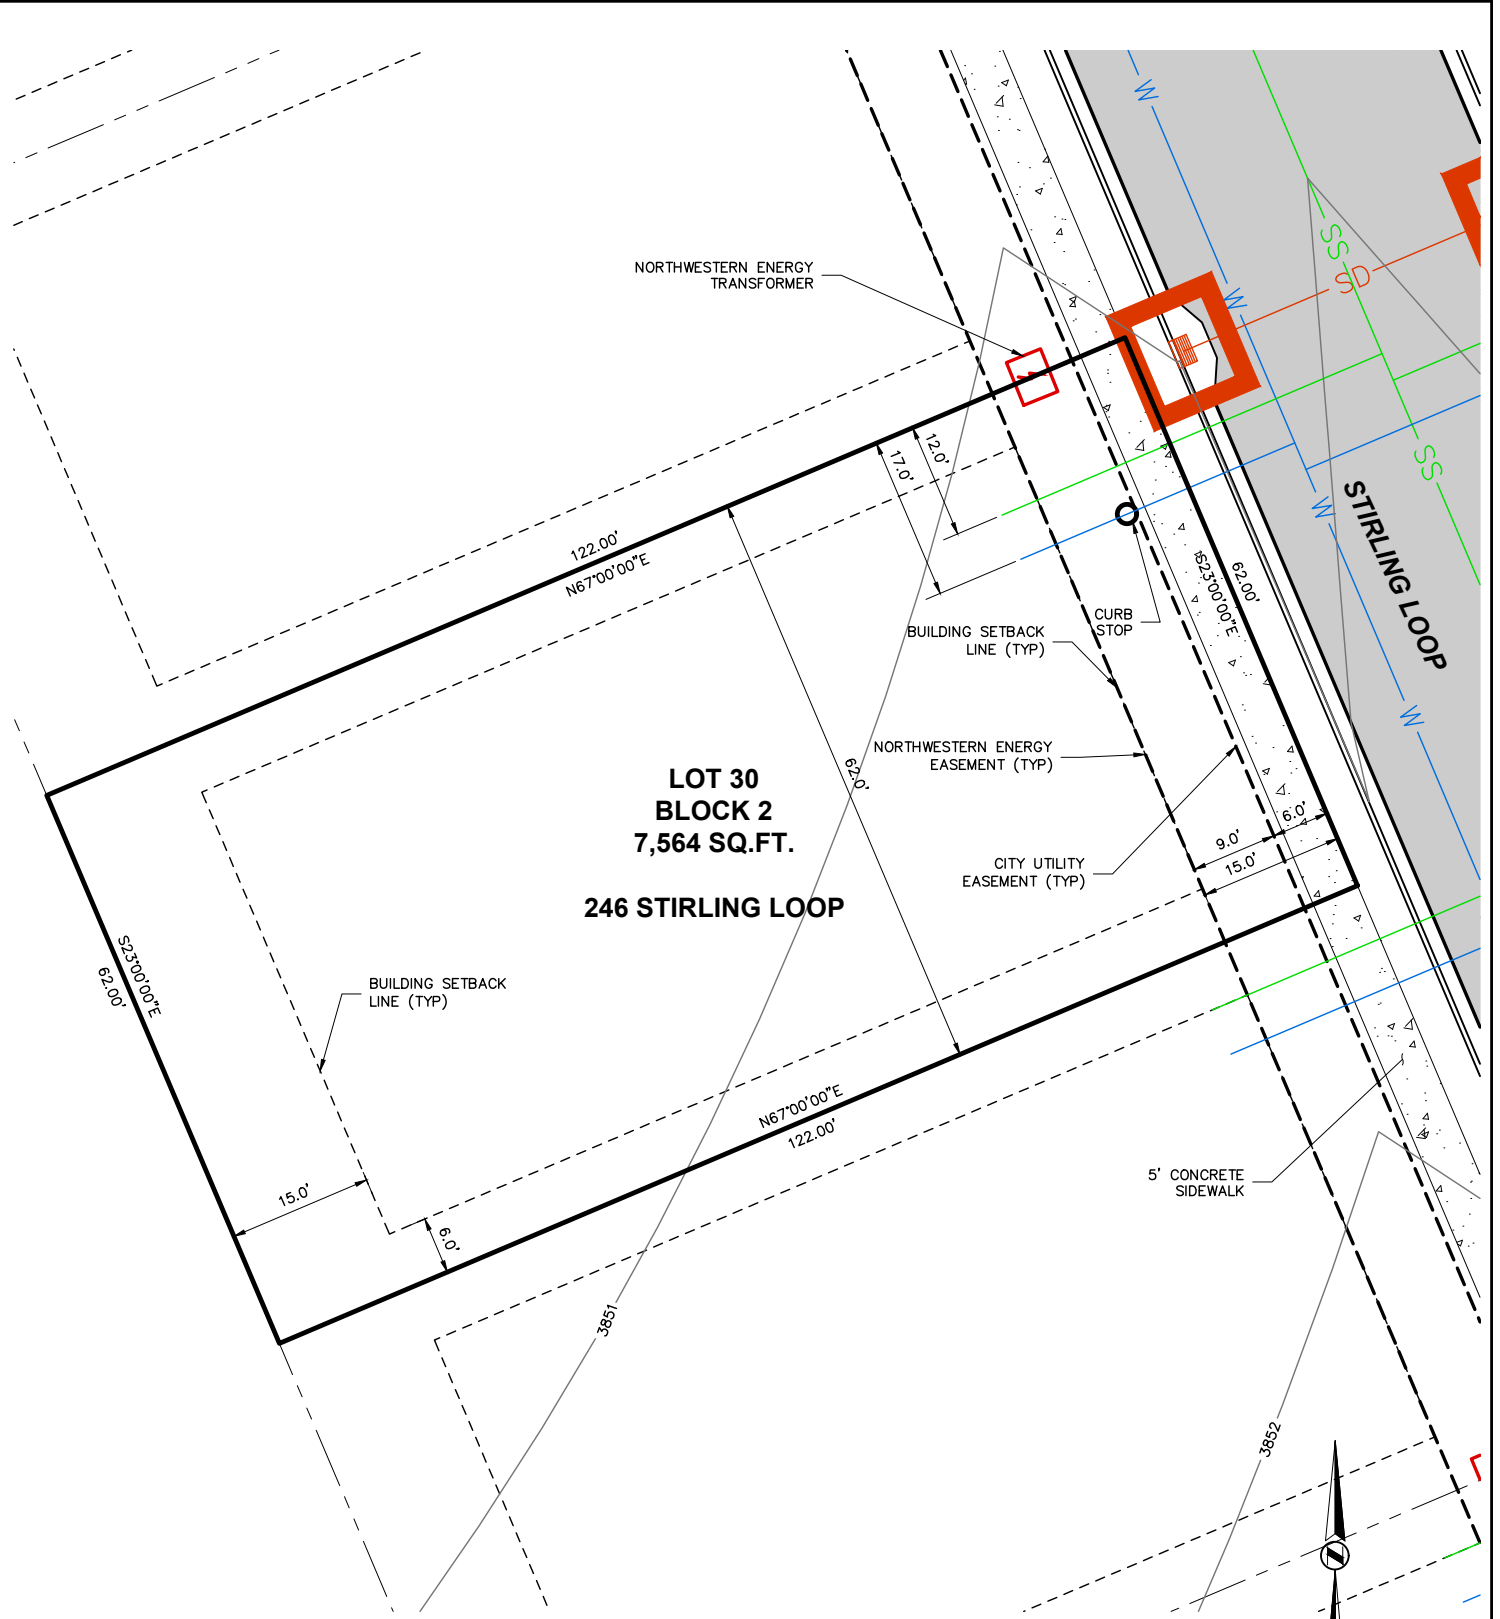 W
SS
SD
W
NORTHWESTERN ENERGY
TRANSFORMER
12.0'
17.0'
SS
W
STIRLING LOOP
122.00'
N67°00'00"E
S23°00'00"E
62.00'
CURB
STOP
BUILDING SETBACK
LINE (TYP)
W
NORTHWESTERN ENERGY
EASEMENT (TYP)
62.0'
LOT 30
BLOCK 2
7,564 SQ.FT.
246 STIRLING LOOP
6.0'
9.0'
15.0'
CITY UTILITY
EASEMENT (TYP)
S23°00'00"E
62.00'
BUILDING SETBACK
LINE (TYP)
N67°00'00"E
122.00'
5' CONCRETE
SIDEWALK
15.0'
6.0'
3851
3852